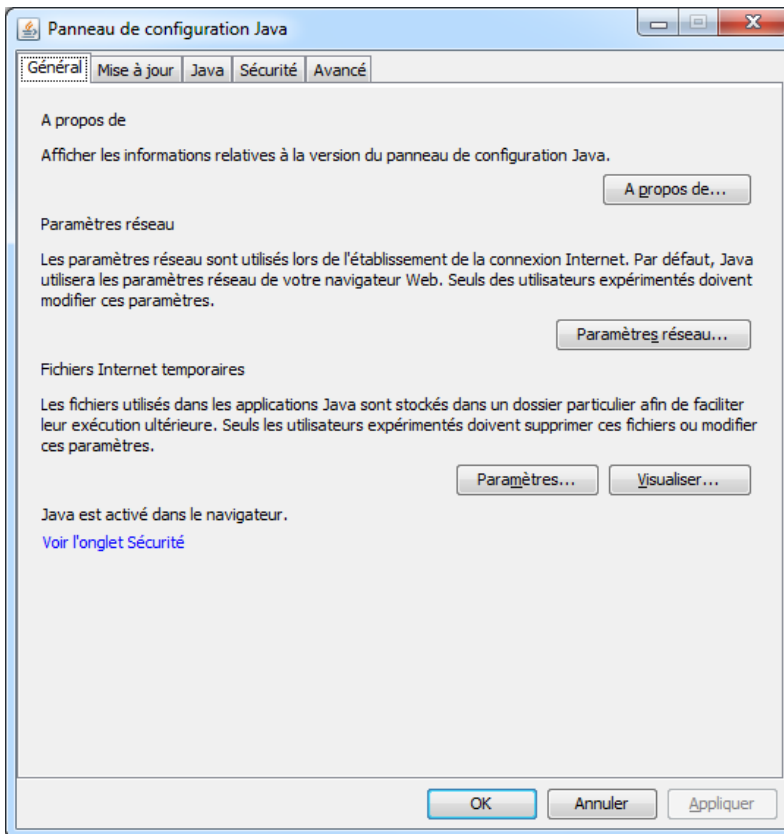 Panneau de configuration Java
Général Mise à jour Java Sécurité Avancé
A propos de
Afficher les informations relatives à la version du panneau de configuration Java.
A propos de...
Paramètres réseau
Les paramètres réseau sont utilisés lors de l'établissement de la connexion Internet. Par défaut, Java
utilisera les paramètres réseau de votre navigateur Web. Seuls des utilisateurs expérimentés doivent
modifier ces paramètres.
Paramètres réseau...
Fichiers Internet temporaires
Les fichiers utilisés dans les applications Java sont stockés dans un dossier particulier afin de faciliter
leur exécution ultérieure. Seuls les utilisateurs expérimentés doivent supprimer ces fichiers ou modifier
ces paramètres.
Paramètres... Visualiser...
Java est activé dans le navigateur.
Voir l'onglet Sécurité
OK Annuler Appliquer